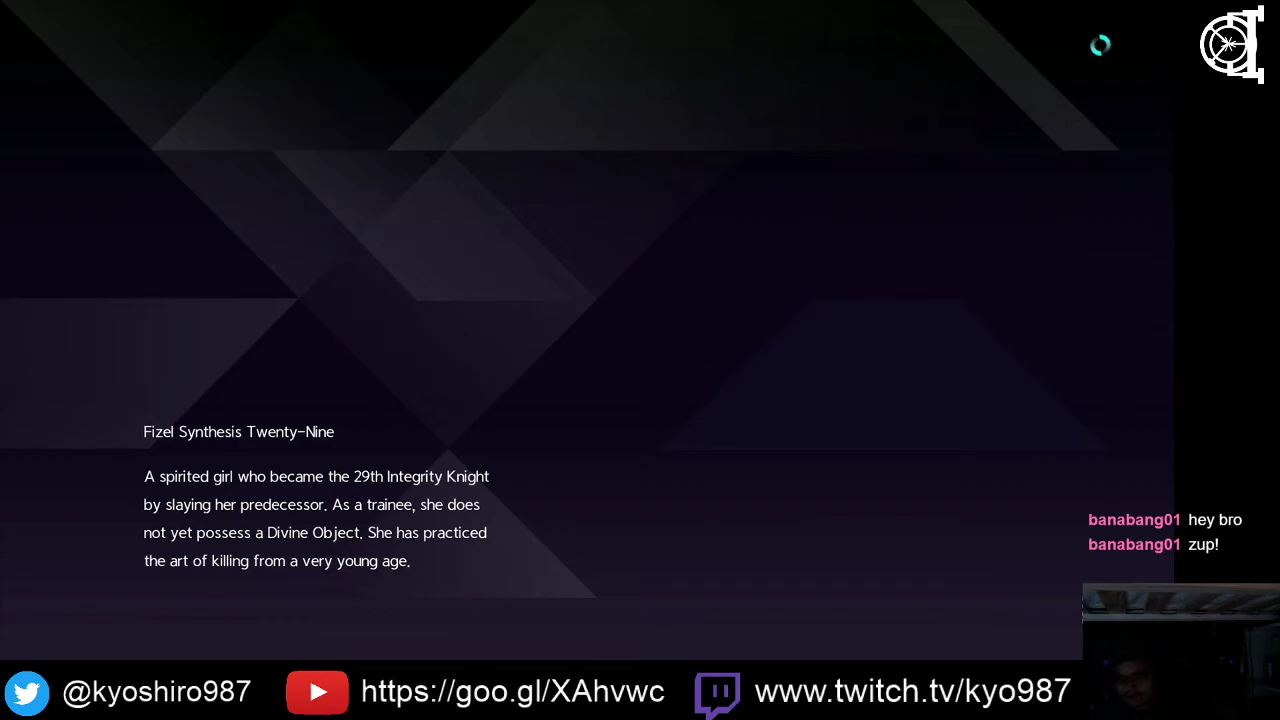 Fizel Synthesis Twenty-Nine
A spirited girl who became the 29th Integrity Knight
by slaying her predecessor. As a trainee, she does
not yet possess a Divine Object. She has practiced
the art of killing from a very young age.
banabang01 hey bro
banabang01 zup!
@kyoshiro987 https://goo.gl/XAhvwc www.twitch.tv/kyo987